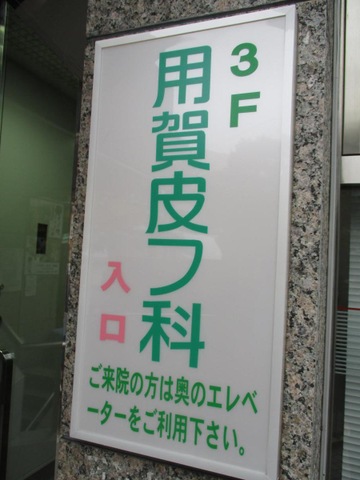 3F
用賀皮フ科
入口
ご来院の方は奥のエレベ
ーターをご利用下さい。